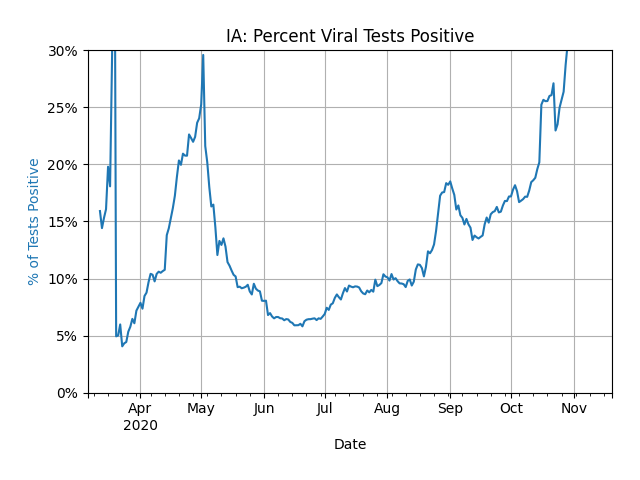 IA: Percent Viral Tests Positive
30%
25%
20%
15%
10%
5%
0%
% of Tests Positive
Apr May Jun Jul Aug Sep Oct Nov
2020
Date